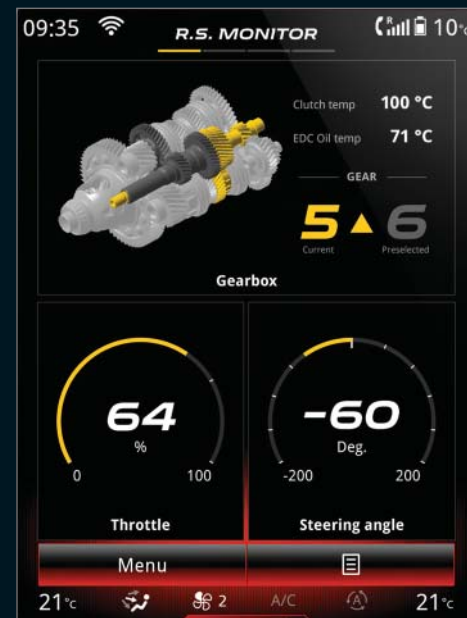 09:35 R.S. MONITOR R 10°c
Clutch temp 100 °C
EDC Oil temp 71 °C
GEAR
5 6
Current Preselected
Gearbox
64
%
0 100
Throttle
-60
Deg.
-200 200
Steering angle
Menu
21°c 2 A/C A 21°c